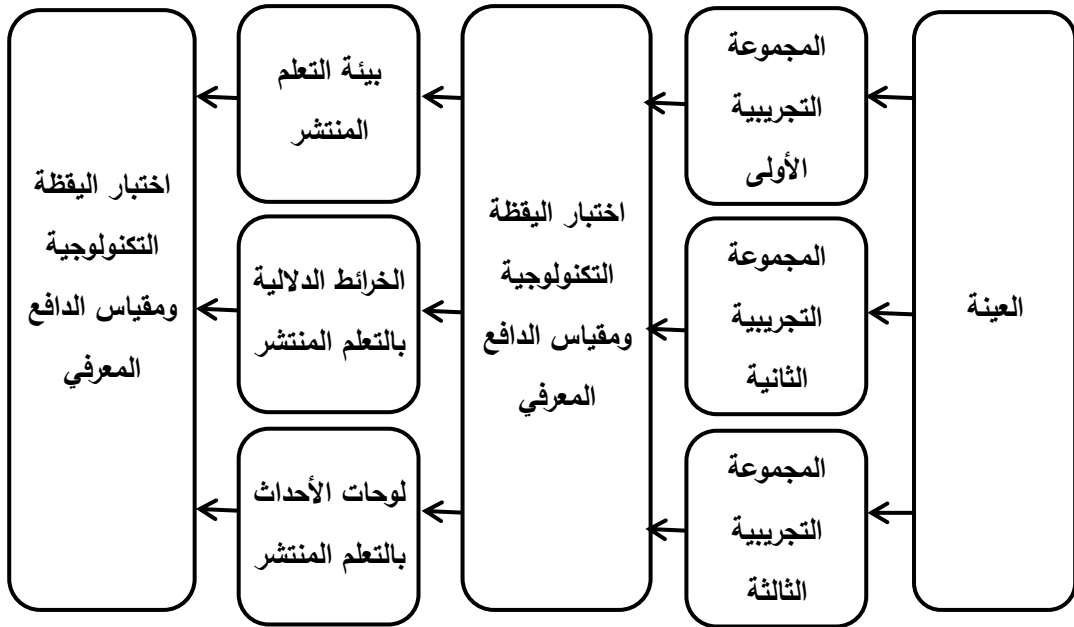 العينة
المجموعة
التجريبية
الأولى
المجموعة
التجريبية
الثانية
المجموعة
التجريبية
الثالثة
اختبار اليقظة
التكنولوجية
ومقياس الدافع
المعرفي
بيئة التعلم
المنتشر
الخرائط الدلالية
بالتعلم المنتشر
لوحات الأحداث
بالتعلم المنتشر
اختبار اليقظة
التكنولوجية
ومقياس الدافع
المعرفي